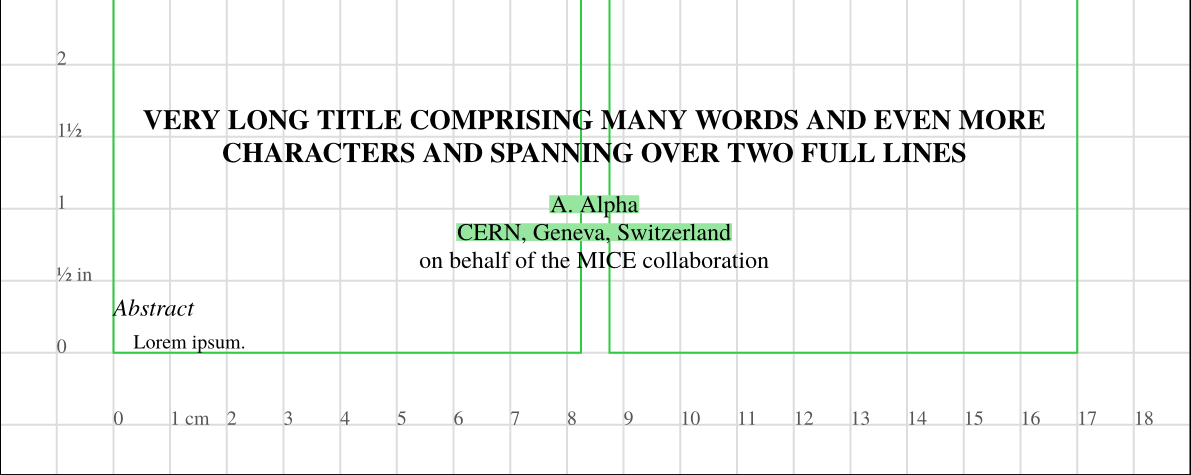 2
1½
VERY LONG TITLE COMPRISING MANY WORDS AND EVEN MORE
CHARACTERS AND SPANNING OVER TWO FULL LINES
1
A. Alpha
CERN, Geneva, Switzerland
on behalf of the MICE collaboration
½ in
Abstract
Lorem ipsum.
0
0 1 cm 2 3 4 5 6 7 8 9 10 11 12 13 14 15 16 17 18